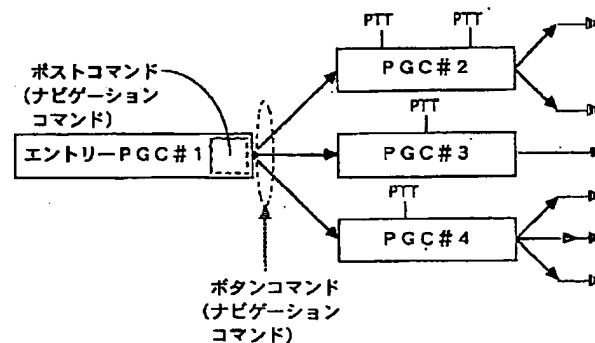 PTT PTT
PGC#2
ポストコマンド
(ナビゲーション
コマンド)
PTT
エントリーPGC#1
PGC#3
PTT
PGC#4
ボタンコマンド
(ナビゲーション
コマンド)